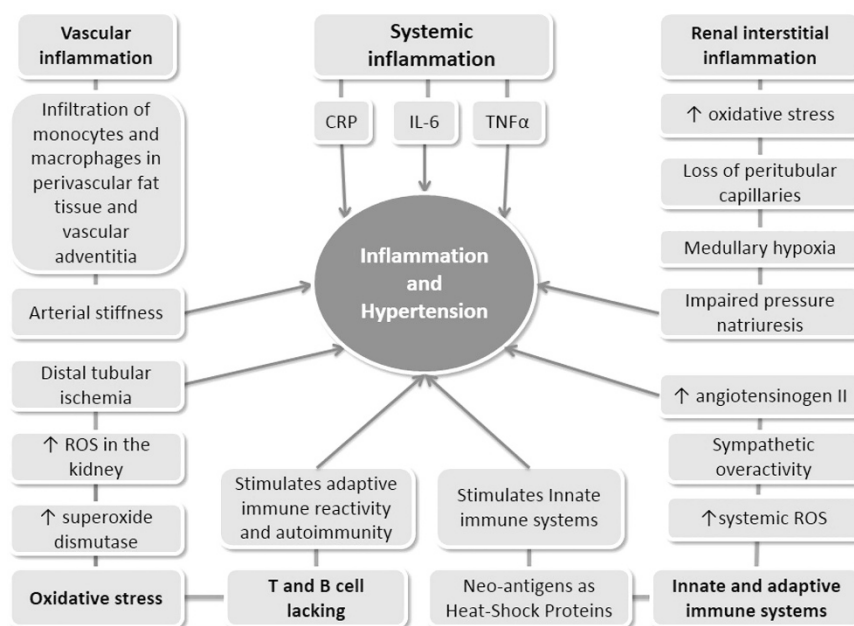 Vascular
inflammation
Infiltration of
monocytes and
macrophages in
perivascular fat
tissue and
vascular
adventitia
Arterial stiffness
Systemic
inflammation
CRP
IL-6
TNFα
Renal interstitial
inflammation
↑ oxidative stress
Loss of peritubular
capillaries
Medullary hypoxia
Impaired pressure
natriuresis
Inflammation
and
Hypertension
Distal tubular
ischemia
↑ ROS in the
kidney
↑ superoxide
dismutase
Oxidative stress
Stimulates adaptive
immune reactivity
and autoimmunity
T and B cell
lacking
Stimulates Innate
immune systems
Neo-antigens as
Heat-Shock Proteins
↑ angiotensinogen II
Sympathetic
overactivity
↑systemic ROS
Innate and adaptive
immune systems